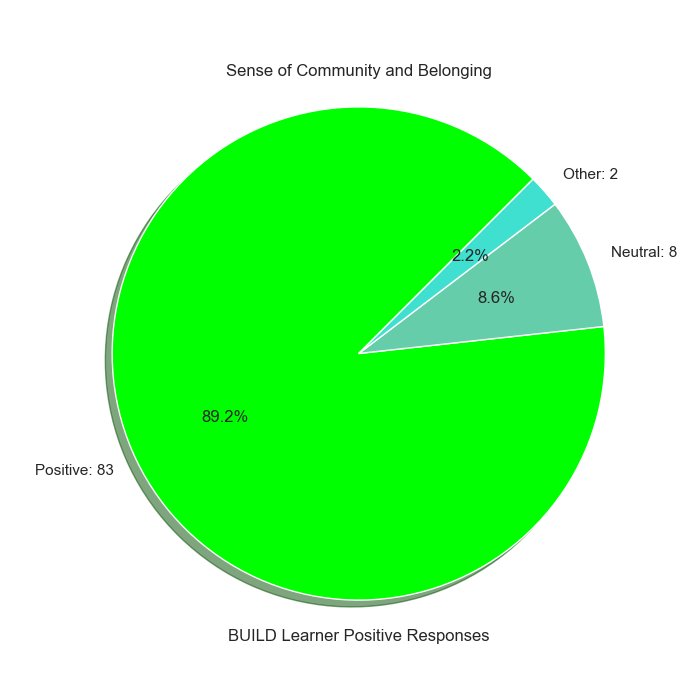 Sense of Community and Belonging
Other: 2
Neutral: 8
2.2%
8.6%
89.2%
Positive: 83
BUILD Learner Positive Responses